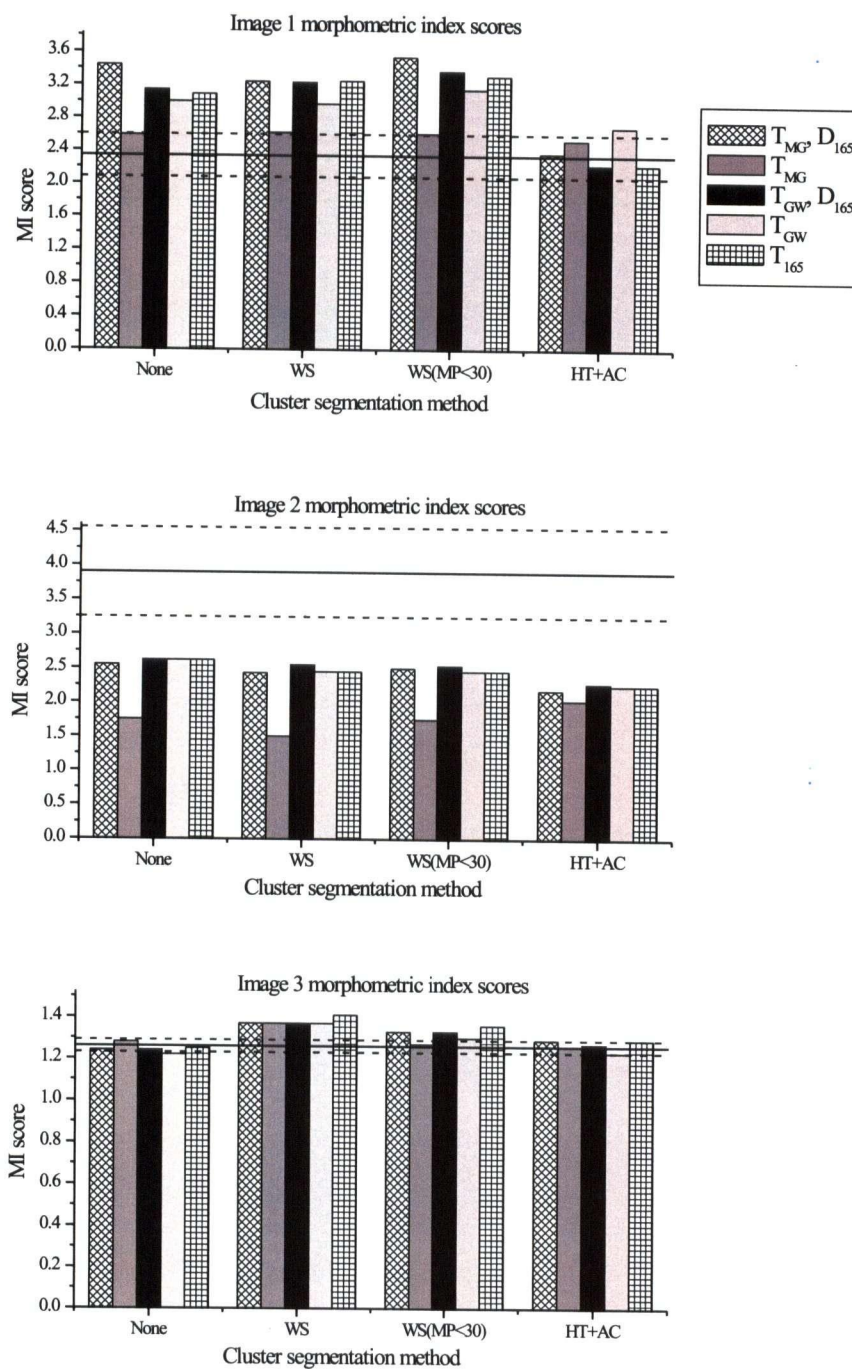 Image 1 morphometric index scores
3.6
3.2
2.8
2.4
2.0
1.6
1.2
0.8
0.4
0.0
MI score
None WS WS(MP<30) HT+AC
Cluster segmentation method
T_MG, D_165
T_MG
T_GW, D_165
T_GW
T_165
Image 2 morphometric index scores
4.5
4.0
3.5
3.0
2.5
2.0
1.5
1.0
0.5
0.0
MI score
None WS WS(MP<30) HT+AC
Cluster segmentation method
Image 3 morphometric index scores
1.4
1.2
1.0
0.8
0.6
0.4
0.2
0.0
MI score
None WS WS(MP<30) HT+AC
Cluster segmentation method